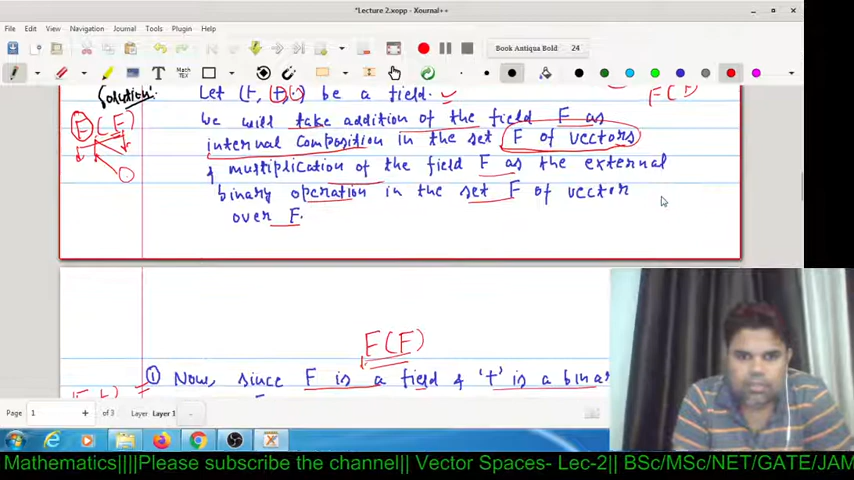 *Lecture 2.xopp - Xournal++
File Edit View Navigation Journal Tools Plugin Help
Book Antiqua Bold 24
Solution:
Let (F, +, ·) be a field.
F(F)
we will take addition of the field F as
internal composition in the set F of vectors
F(F)
& multiplication of the field F as the external
binary operation in the set F of vector
over F.
F(F)
① Now, since F is a field & '+' is a binar
Page 1 of 3 Layer Layer 1
Mathematics||||Please subscribe the channel|| Vector Spaces- Lec-2|| BSc/MSc/NET/GATE/JAM